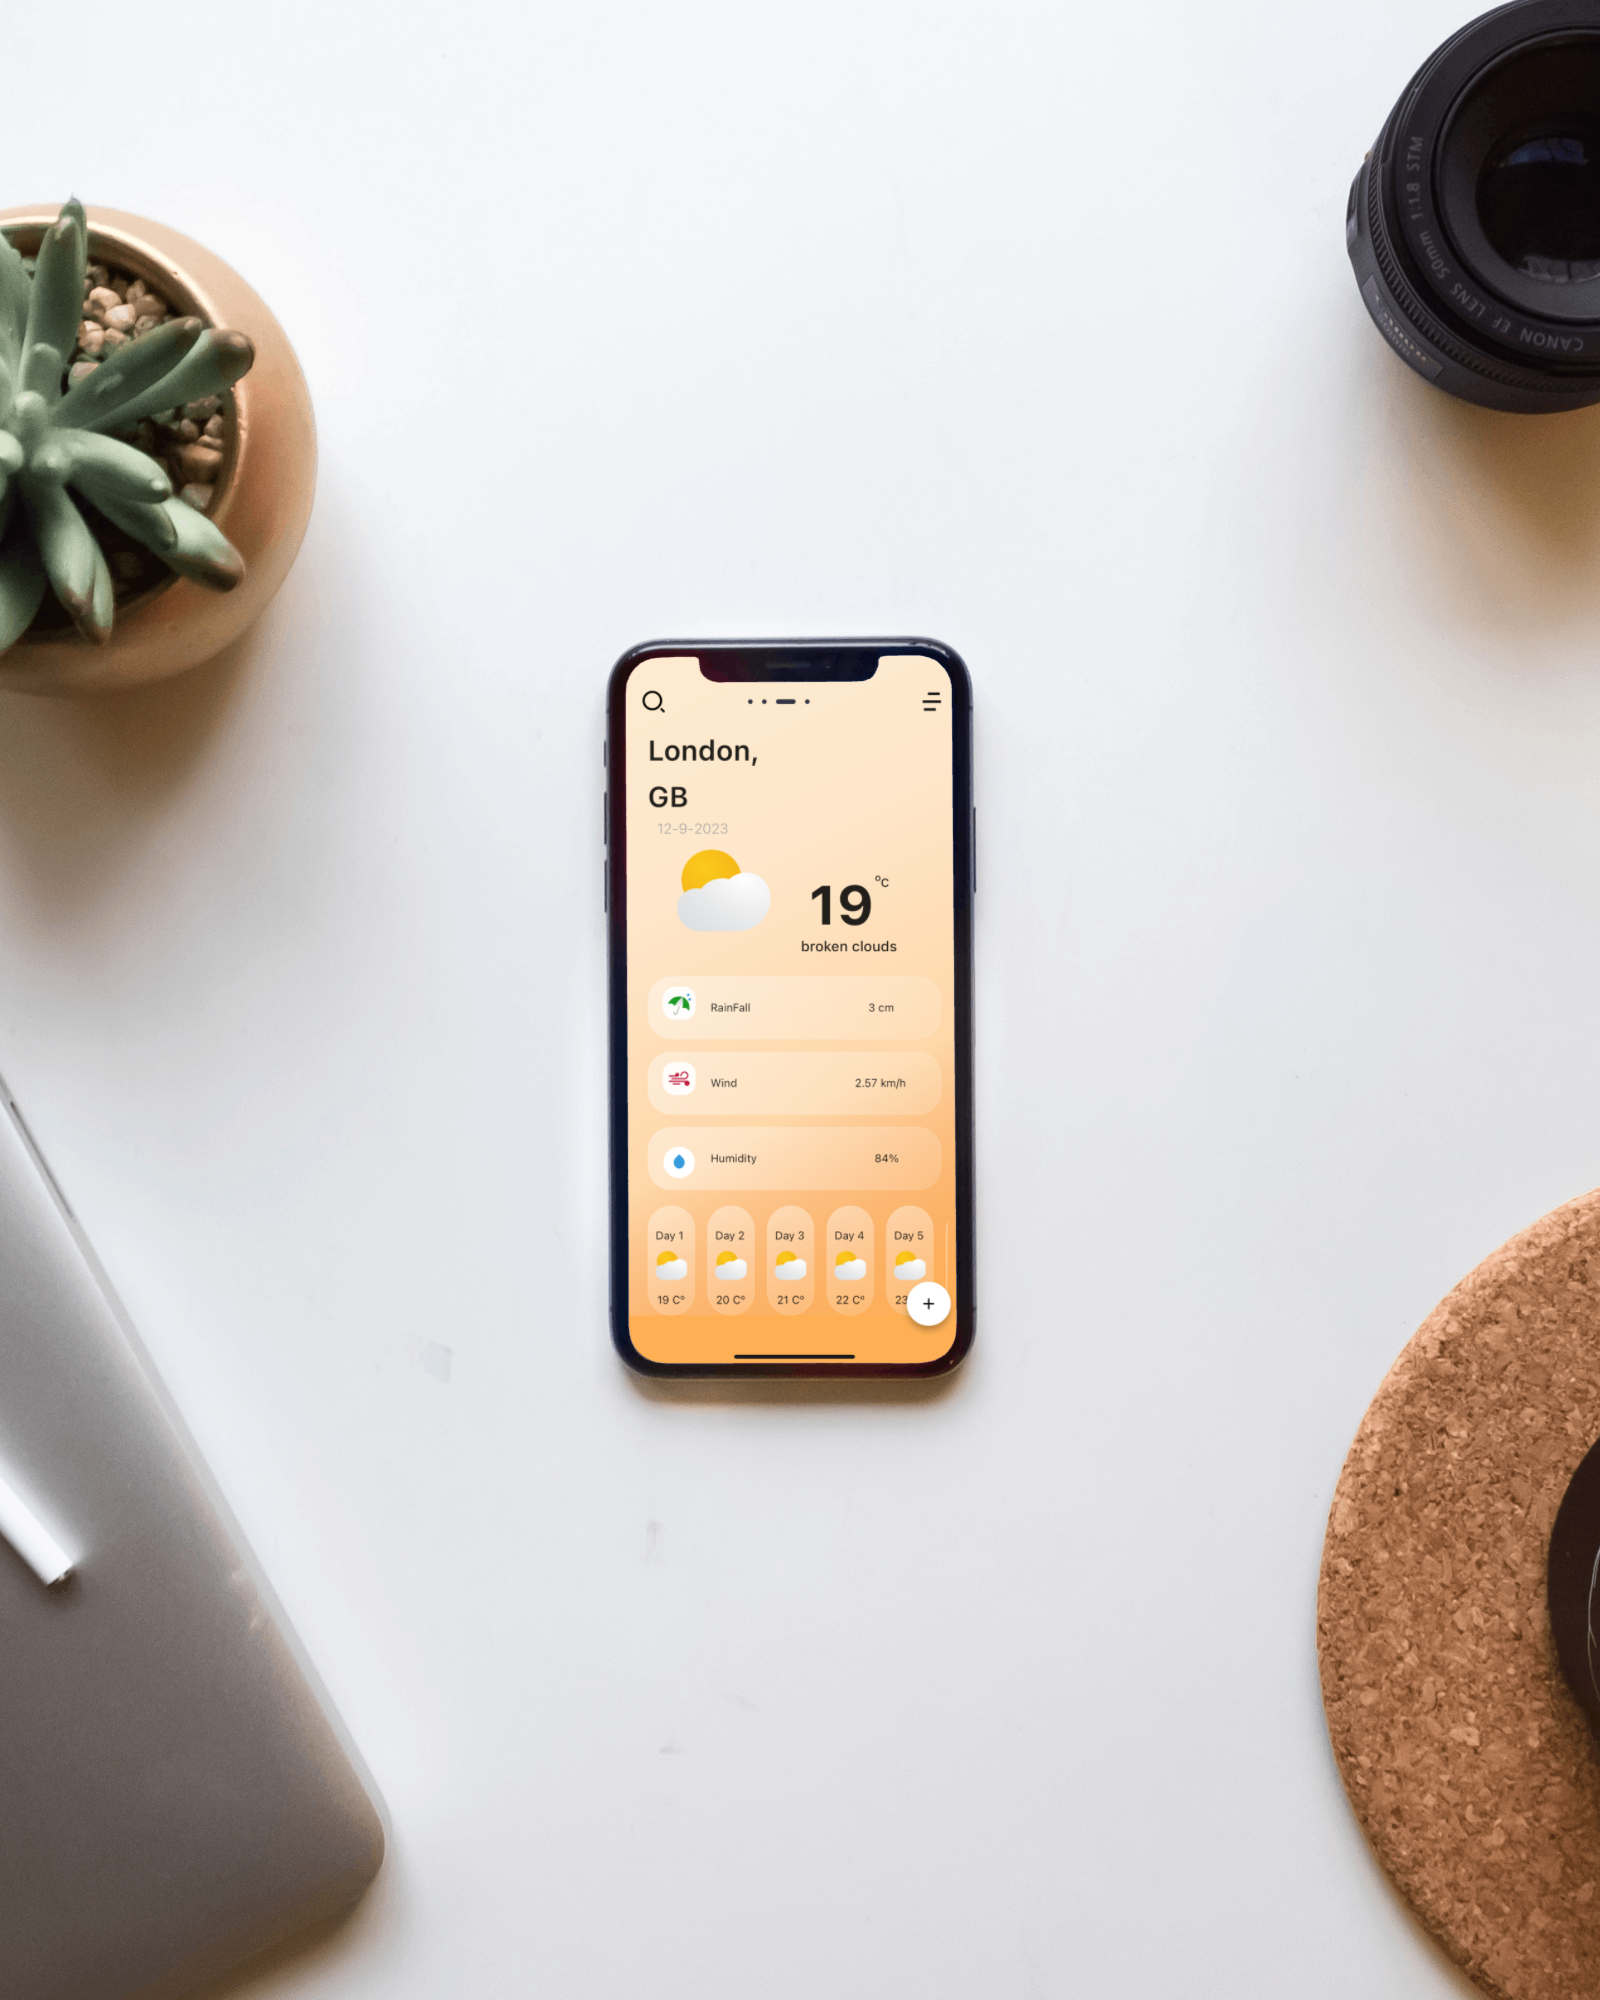 CANON EF LENS 50mm 1:1.8 STM
London,
GB
12-9-2023
19 °c
broken clouds
RainFall 3 cm
Wind 2.57 km/h
Humidity 84%
Day 1 Day 2 Day 3 Day 4 Day 5
19 C° 20 C° 21 C° 22 C° 23
+